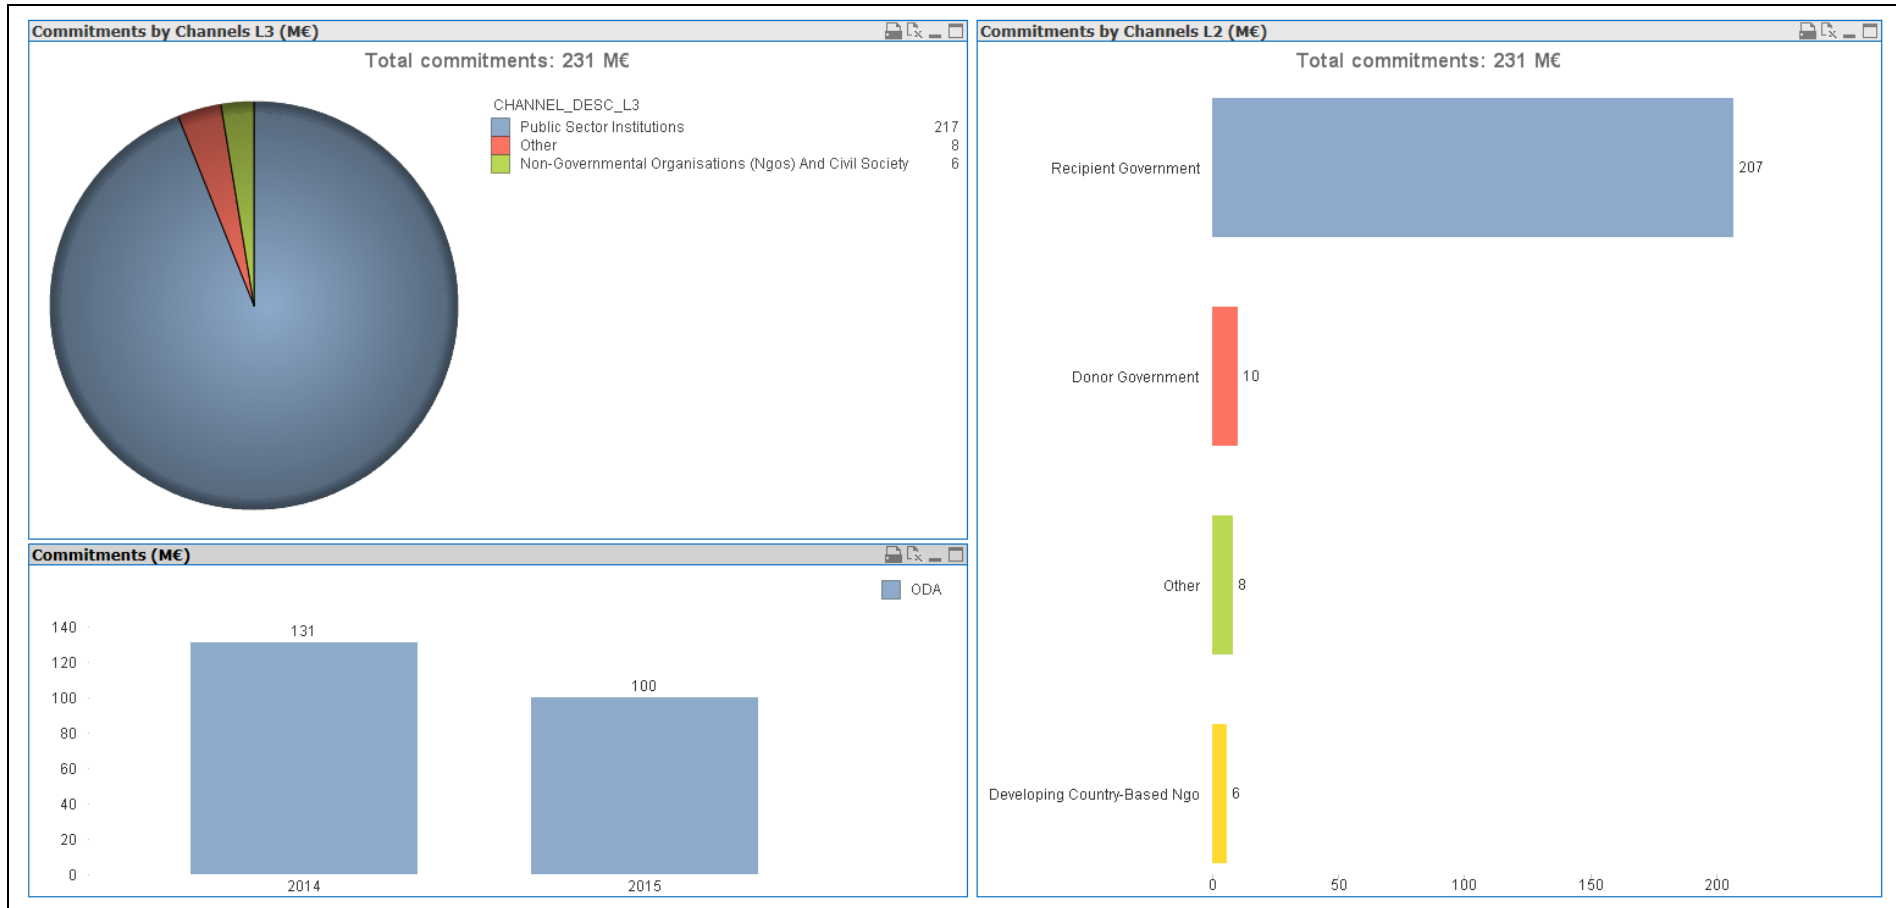 Commitments by Channels L3 (M€)
Total commitments: 231 M€
CHANNEL_DESC_L3
Public Sector Institutions 217
Other 8
Non-Governmental Organisations (Ngos) And Civil Society 6
Commitments (M€)
ODA
140
120
100
80
60
40
20
0
131
100
2014 2015
Commitments by Channels L2 (M€)
Total commitments: 231 M€
Recipient Government 207
Donor Government 10
Other 8
Developing Country-Based Ngo 6
0 50 100 150 200